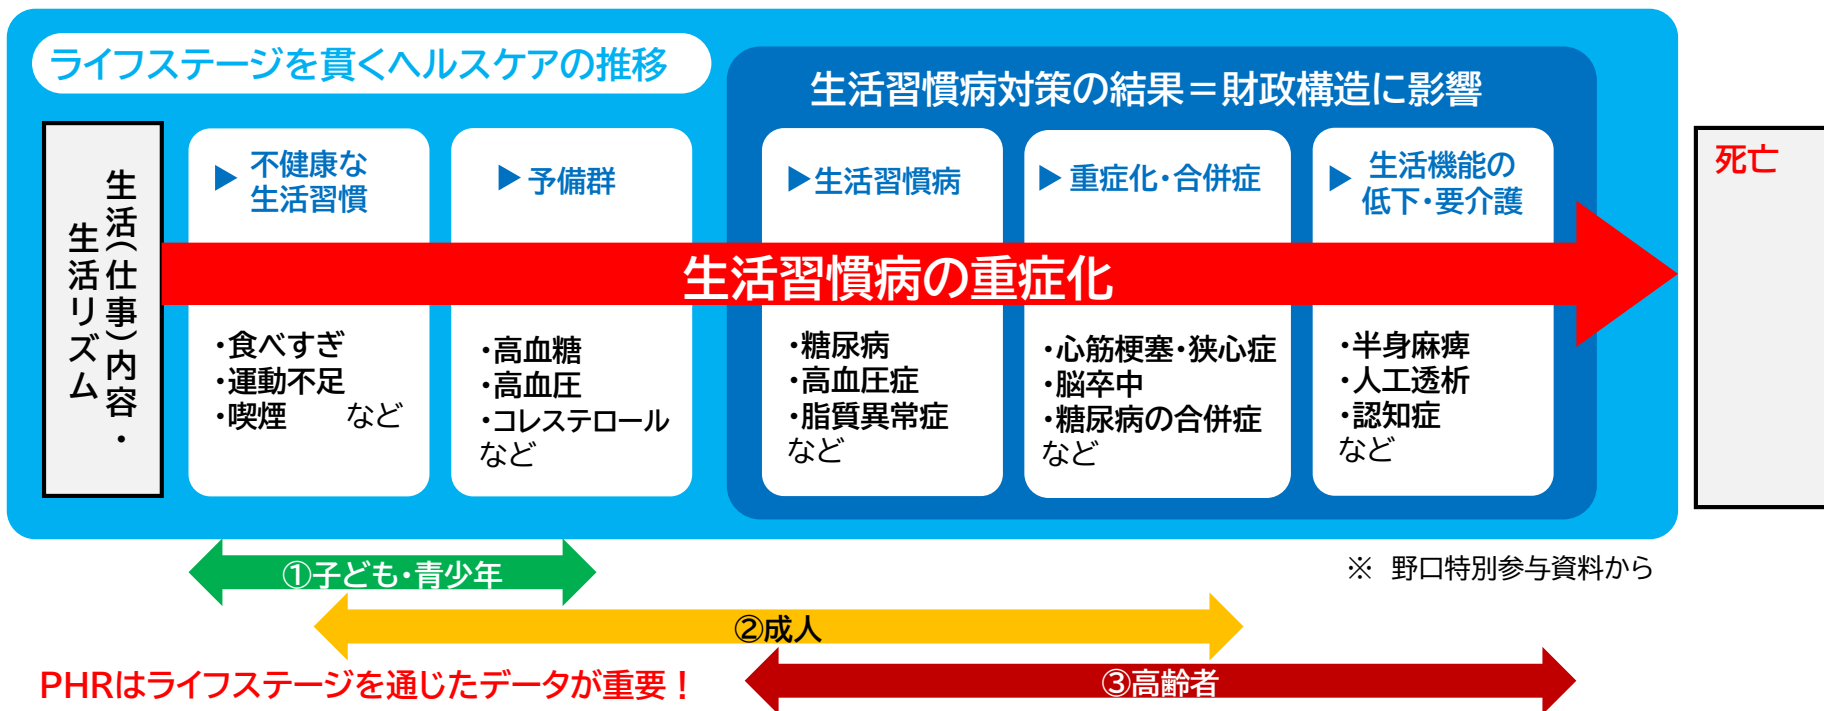 ライフステージを貫くヘルスケアの推移
生活習慣病対策の結果＝財政構造に影響
生活(仕事)内容・
生活リズム
▶ 不健康な
生活習慣
▶ 予備群
▶生活習慣病
▶ 重症化・合併症
▶ 生活機能の
低下・要介護
死亡
生活習慣病の重症化
・食べすぎ
・運動不足
・喫煙　　など
・高血糖
・高血圧
・コレステロール
など
・糖尿病
・高血圧症
・脂質異常症
など
・心筋梗塞・狭心症
・脳卒中
・糖尿病の合併症
など
・半身麻痺
・人工透析
・認知症
など
①子ども・青少年
※　野口特別参与資料から
②成人
PHRはライフステージを通じたデータが重要！
③高齢者